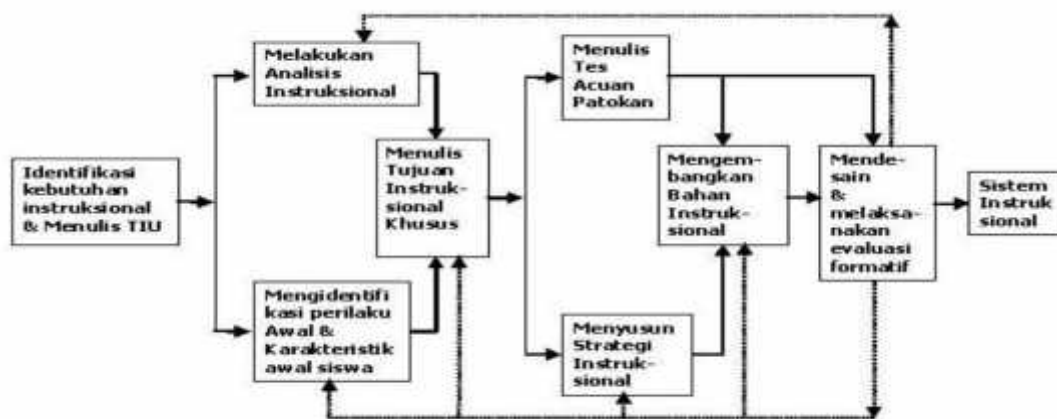 Identifikasi
kebutuhan
instruksional
& Menulis TIU
Melakukan
Analisis
Instruksional
Mengidentifi
kasi perilaku
Awal &
Karakteristik
awal siswa
Menulis
Tujuan
Instruk-
sional
Khusus
Menulis
Tes
Acuan
Patokan
Menyusun
Strategi
Instruk-
sional
Mengem-
bangkan
Bahan
Instruk-
sional
Mende-
sain
&
melaksa-
nakan
evaluasi
formatif
Sistem
Instruk
sional